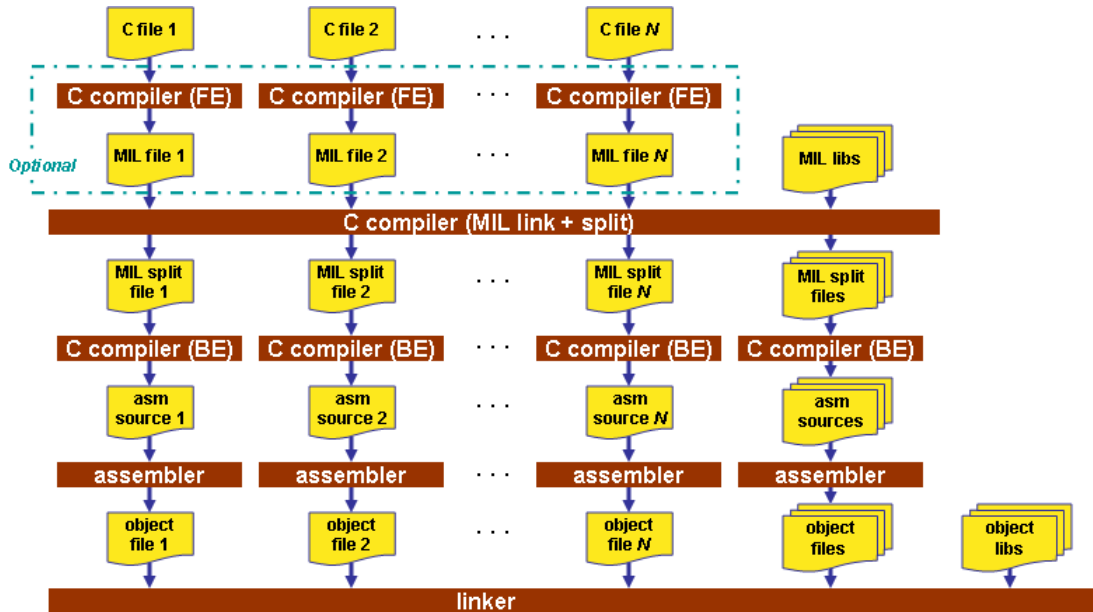 C file 1 C file 2 . . . C file N
C compiler (FE) C compiler (FE) . . . C compiler (FE)
Optional
MIL file 1 MIL file 2 . . . MIL file N MIL libs
C compiler (MIL link + split)
MIL split file 1 MIL split file 2 . . . MIL split file N MIL split files
C compiler (BE) C compiler (BE) . . . C compiler (BE) C compiler (BE)
asm source 1 asm source 2 . . . asm source N asm sources
assembler assembler . . . assembler assembler
object file 1 object file 2 . . . object file N object files object libs
linker